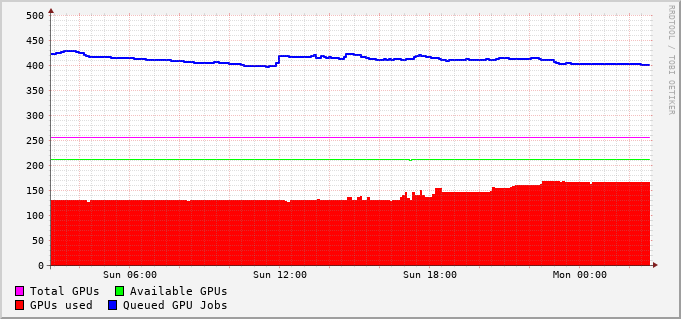 500
450
400
350
300
250
200
150
100
50
0
Sun 06:00 Sun 12:00 Sun 18:00 Mon 00:00
Total GPUs Available GPUs
GPUs used Queued GPU Jobs
RRDTOOL / TOBI OETIKER